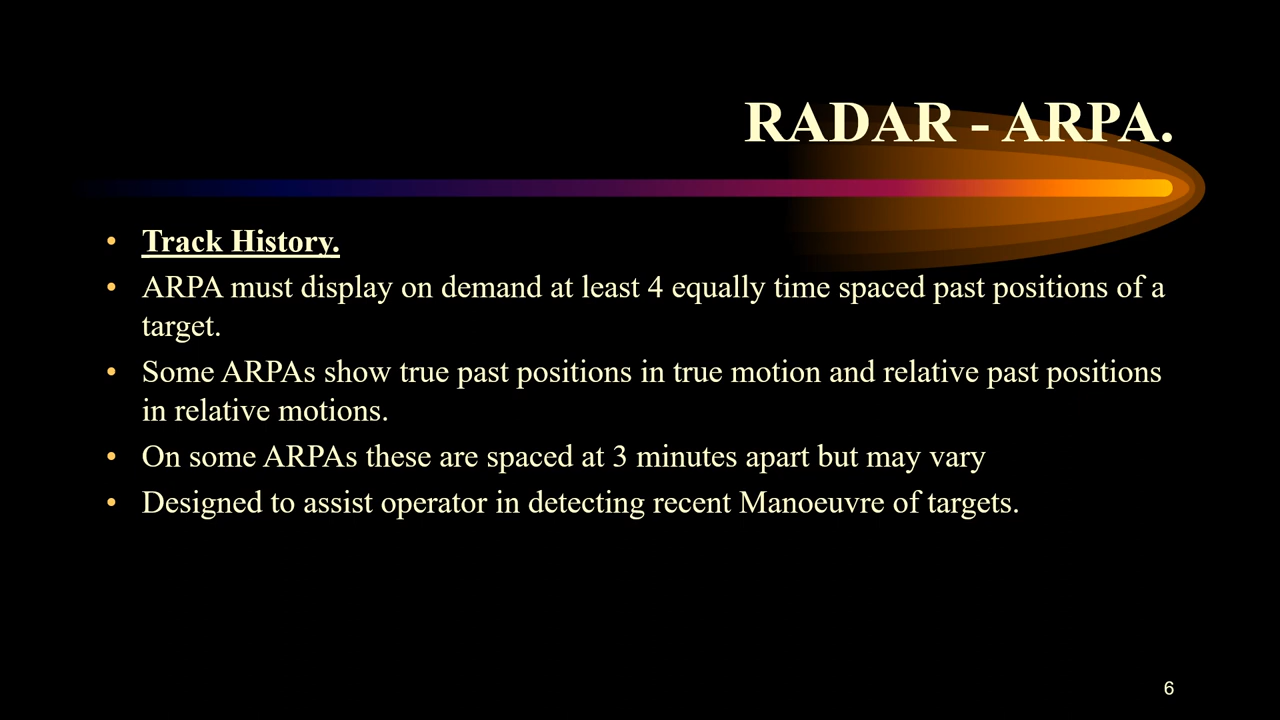 RADAR - ARPA.
• Track History.
• ARPA must display on demand at least 4 equally time spaced past positions of a
target.
• Some ARPAs show true past positions in true motion and relative past positions
in relative motions.
• On some ARPAs these are spaced at 3 minutes apart but may vary
• Designed to assist operator in detecting recent Manoeuvre of targets.
6